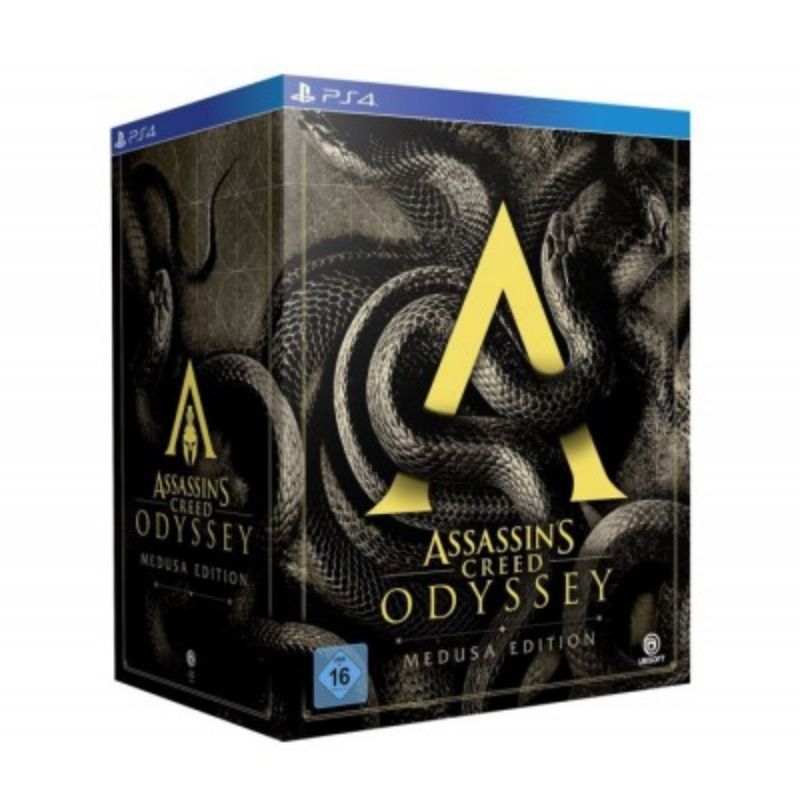 PS4
PS4
ASSASSIN'S
CREED
ODYSSEY
MEDUSA EDITION
ASSASSIN'S
CREED
ODYSSEY
MEDUSA EDITION
16
UBISOFT